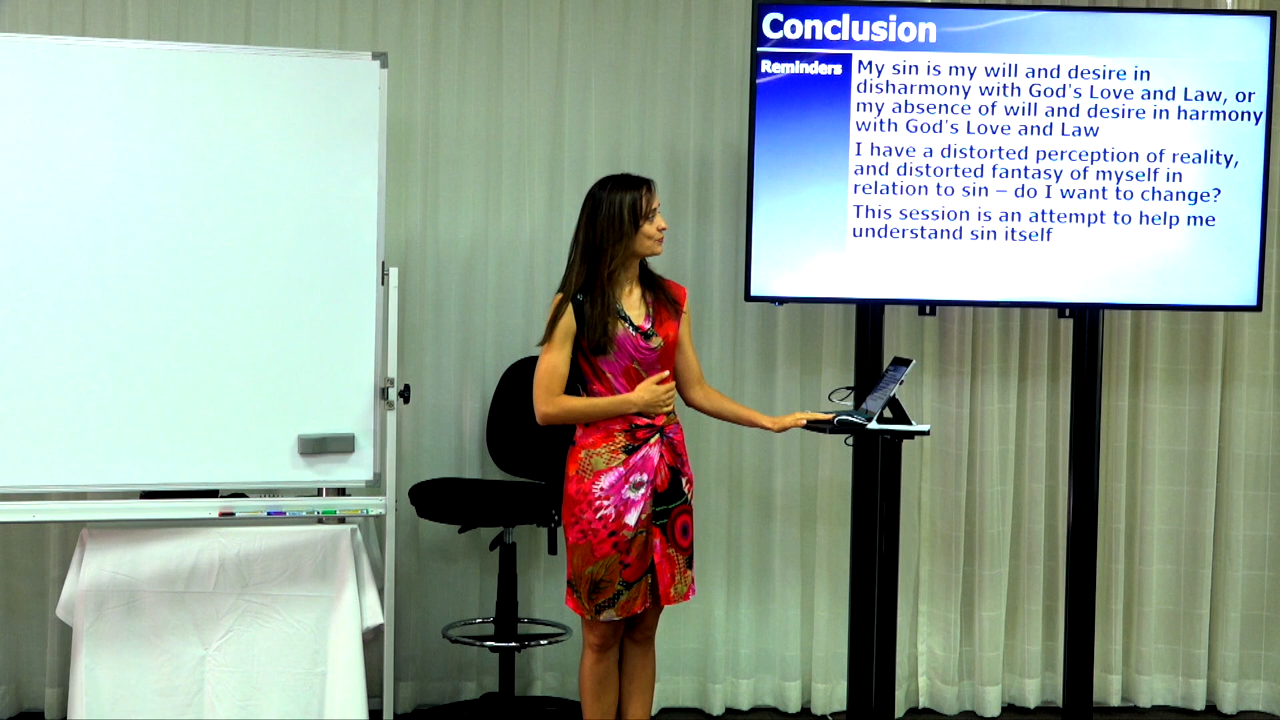 Conclusion
Reminders
My sin is my will and desire in
disharmony with God's Love and Law, or
my absence of will and desire in harmony
with God's Love and Law
I have a distorted perception of reality,
and distorted fantasy of myself in
relation to sin – do I want to change?
This session is an attempt to help me
understand sin itself